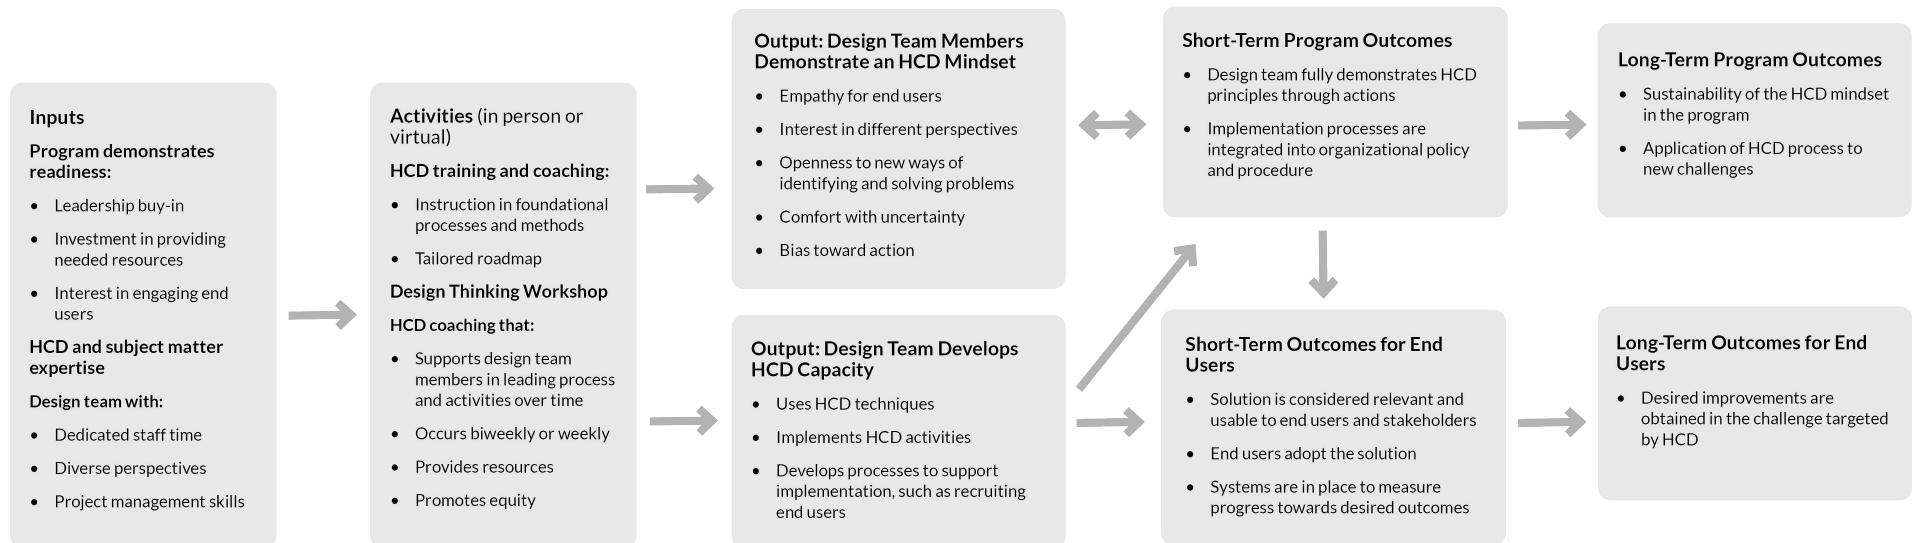 Inputs
Program demonstrates
readiness:
• Leadership buy-in
• Investment in providing
needed resources
• Interest in engaging end
users
HCD and subject matter
expertise
Design team with:
• Dedicated staff time
• Diverse perspectives
• Project management skills
Activities (in person or
virtual)
HCD training and coaching:
• Instruction in foundational
processes and methods
• Tailored roadmap
Design Thinking Workshop
HCD coaching that:
• Supports design team
members in leading process
and activities over time
• Occurs biweekly or weekly
• Provides resources
• Promotes equity
Output: Design Team Members
Demonstrate an HCD Mindset
• Empathy for end users
• Interest in different perspectives
• Openness to new ways of
identifying and solving problems
• Comfort with uncertainty
• Bias toward action
Output: Design Team Develops
HCD Capacity
• Uses HCD techniques
• Implements HCD activities
• Develops processes to support
implementation, such as recruiting
end users
Short-Term Program Outcomes
• Design team fully demonstrates HCD
principles through actions
• Implementation processes are
integrated into organizational policy
and procedure
Short-Term Outcomes for End
Users
• Solution is considered relevant and
usable to end users and stakeholders
• End users adopt the solution
• Systems are in place to measure
progress towards desired outcomes
Long-Term Program Outcomes
• Sustainability of the HCD mindset
in the program
• Application of HCD process to
new challenges
Long-Term Outcomes for End
Users
• Desired improvements are
obtained in the challenge targeted
by HCD